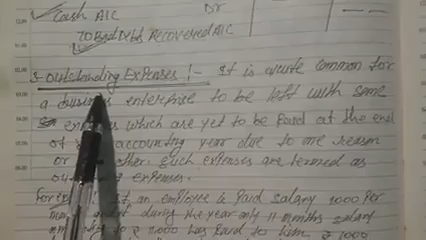 Cash A/C Dr
To Bad Debts Recovered A/C
3- Outstanding Expenses :- It is quite common for
a business enterprise to be left with some
expenses which are yet to be paid at the end
of accounting year due to one reason
or other. Such expenses are termed as
expenses.
an employee is paid salary 1000 per
during the year only 11 months salary
has paid to him ₹ 1000